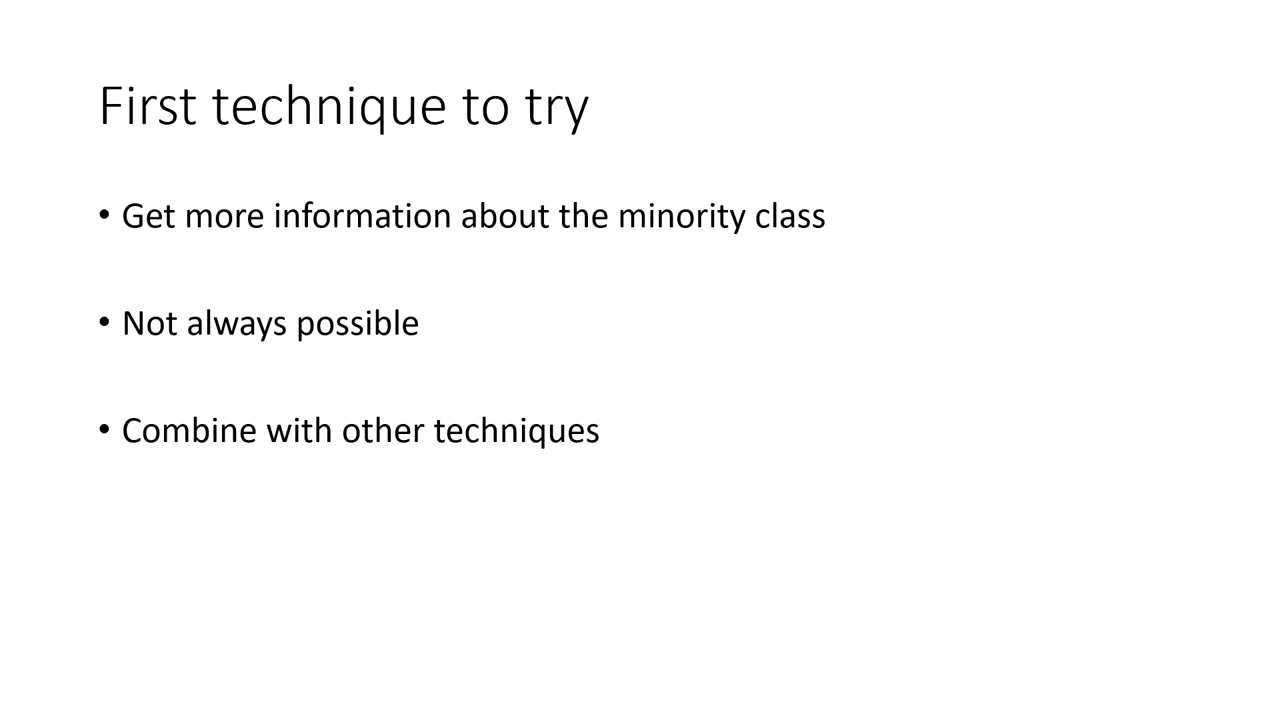 First technique to try
• Get more information about the minority class
• Not always possible
• Combine with other techniques